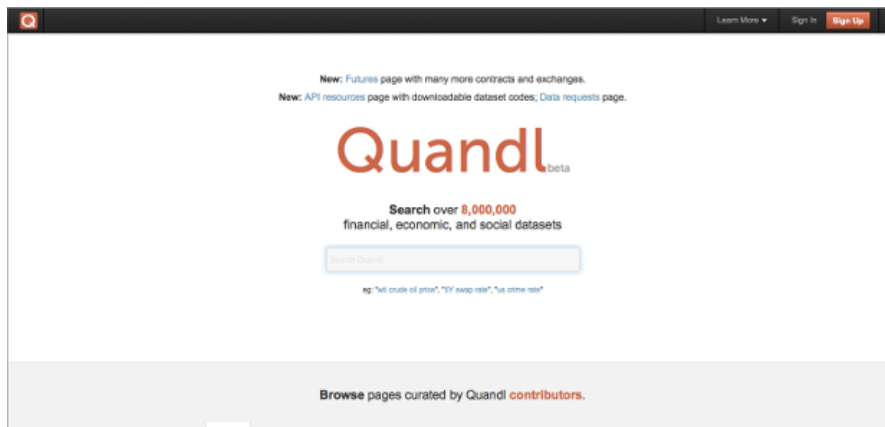 Q
Learn More Sign In Sign Up
New: Futures page with many more contracts and exchanges.
New: API resources page with downloadable dataset codes; Data requests page.
Quandl
beta
Search over 8,000,000
financial, economic, and social datasets
Search Quandl
eg: "wti crude oil price", "5Y swap rate", "us crime rate"
Browse pages curated by Quandl contributors.